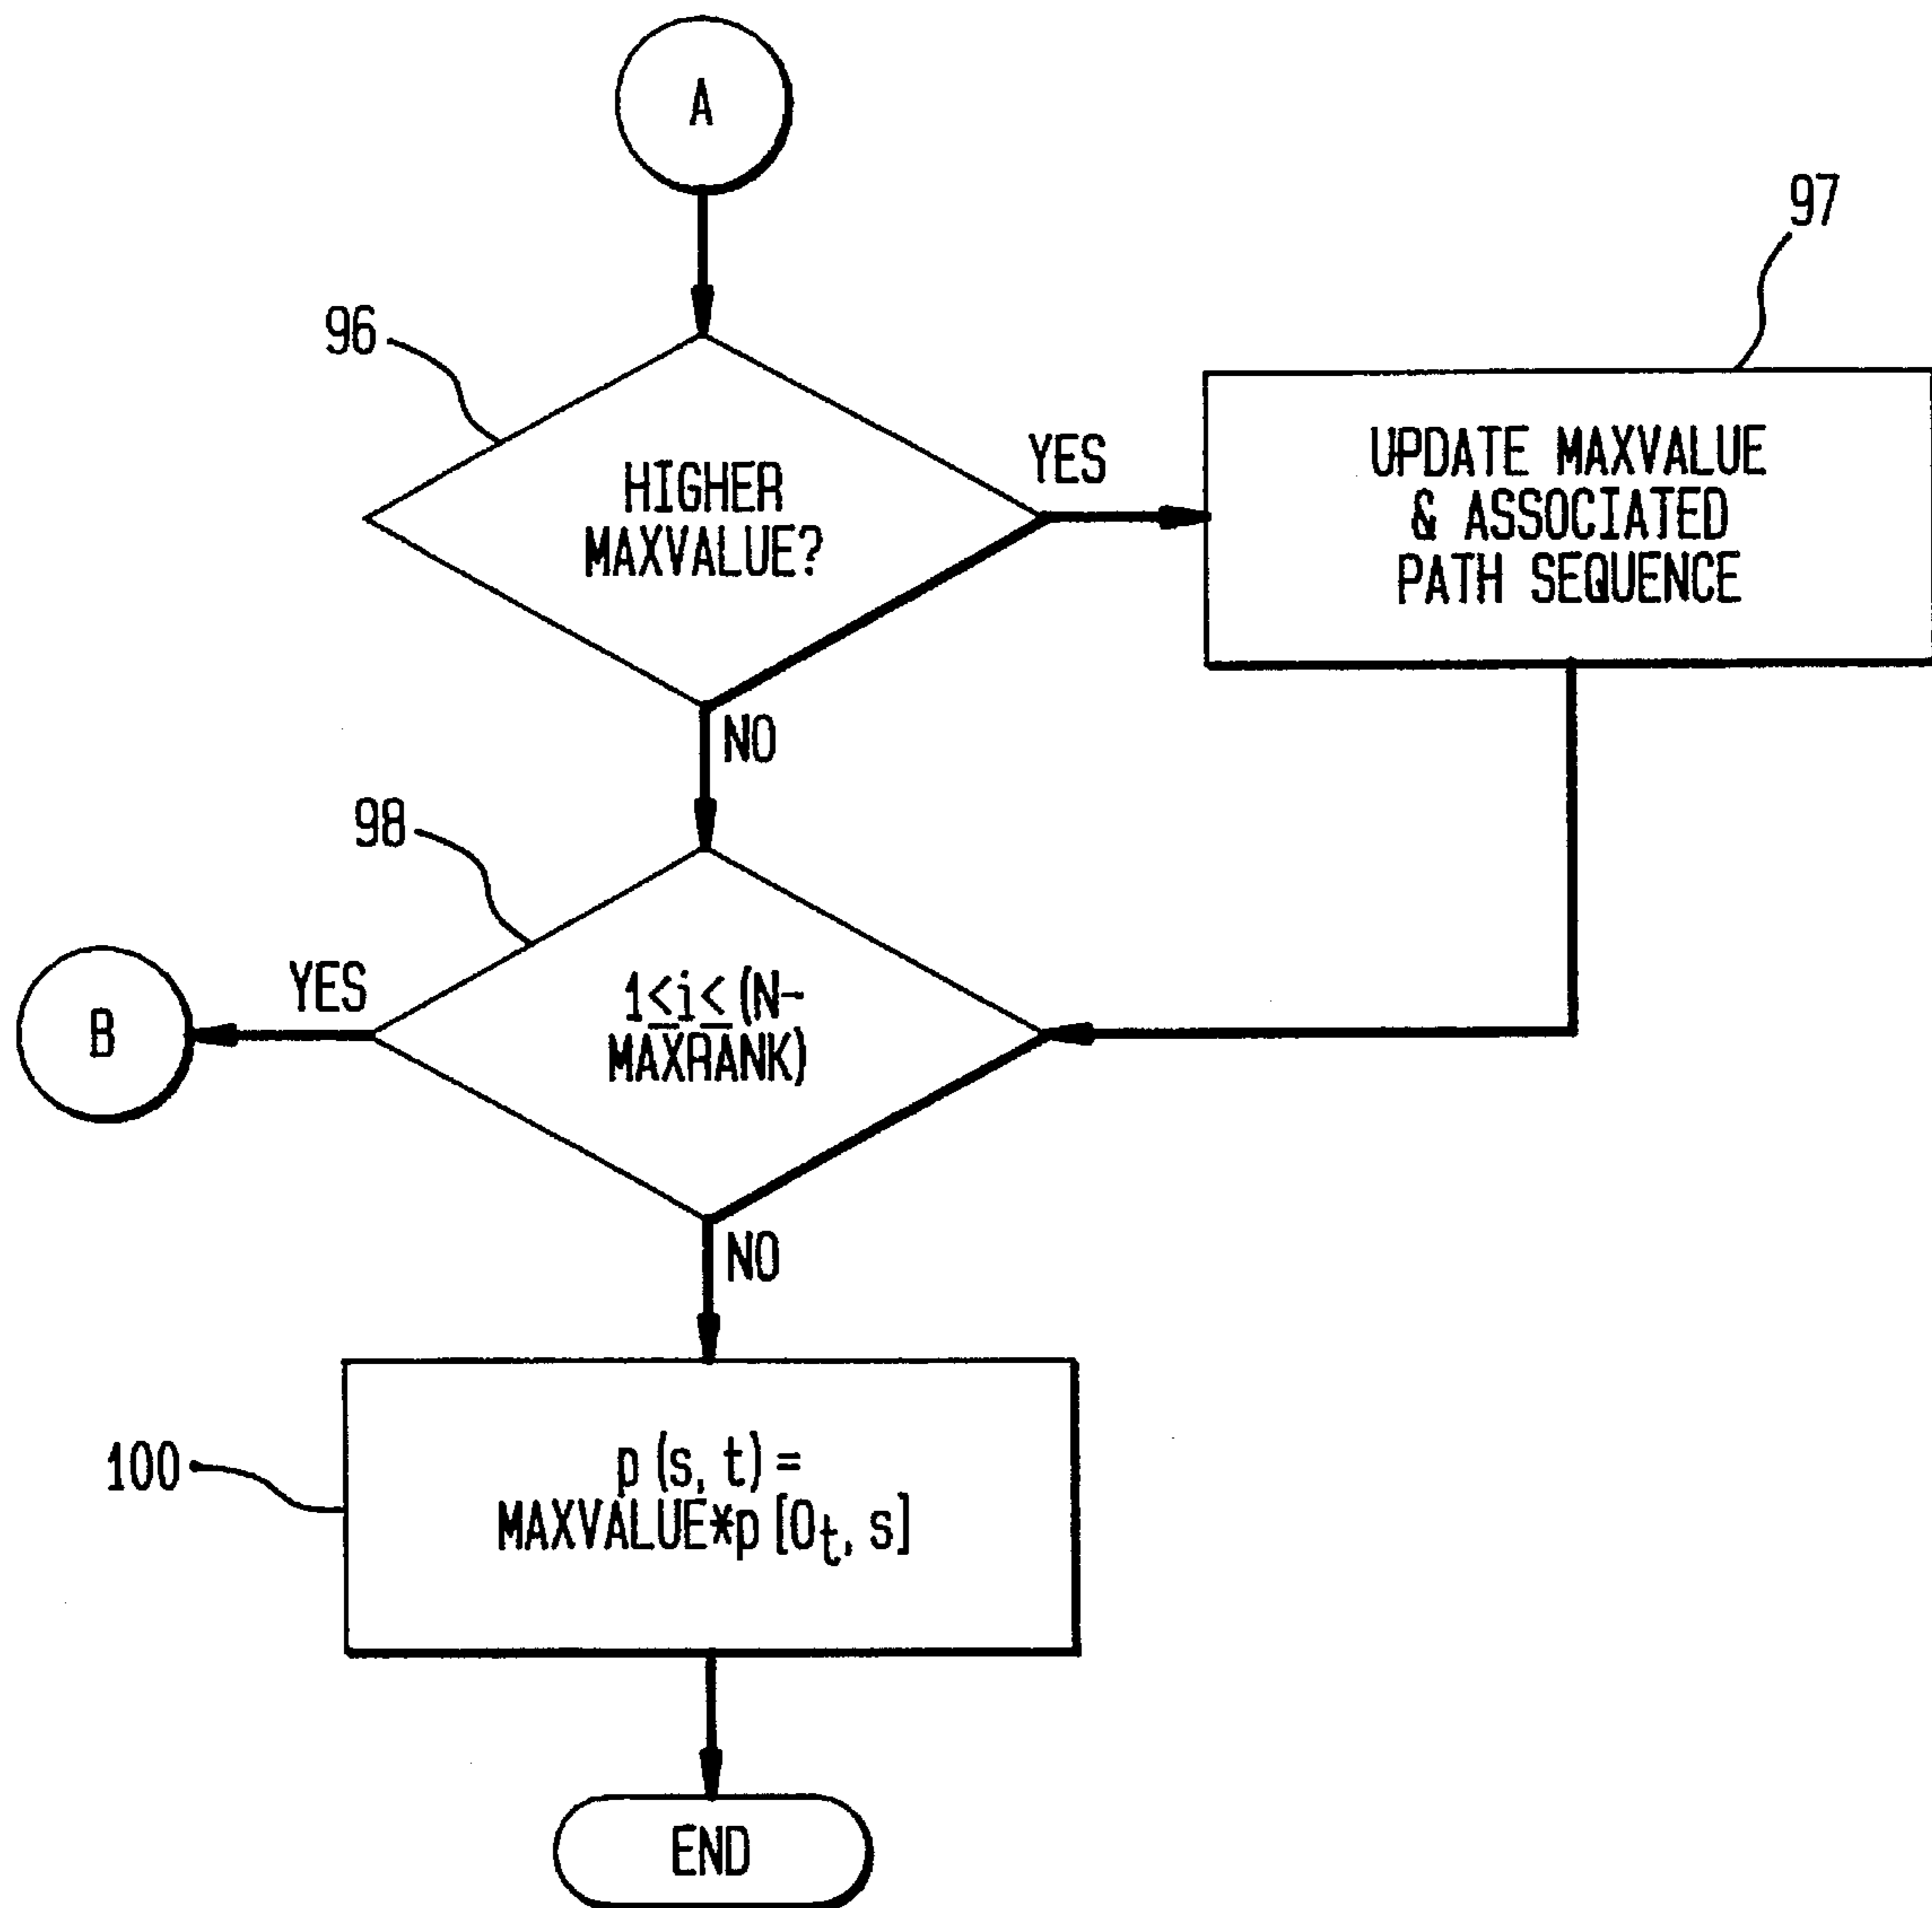 A
97
96
HIGHER
MAXVALUE?
YES
UPDATE MAXVALUE
& ASSOCIATED
PATH SEQUENCE
NO
98
B
YES
1≤i≤(N-
MAXRANK)
NO
100
p(s, t)=
MAXVALUE*p[Oₜ, s]
END